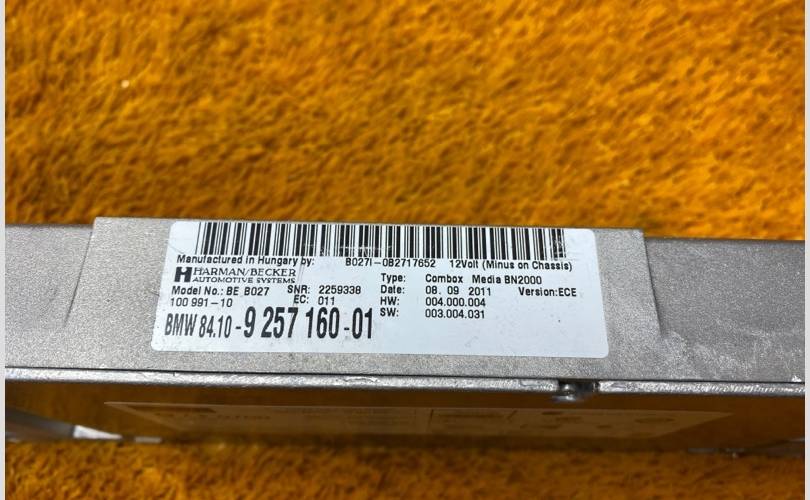 Manufactured in Hungary by: B027I-0B2717652 12Volt (Minus on Chassis)
HARMAN/BECKER Type: Combox Media BN2000
AUTOMOTIVE SYSTEMS
Model No.: BE B027 SNR: 2259338 Date: 08. 09 2011 Version:ECE
100 991-10 EC: 011 HW: 004.000.004
SW: 003.004.031
BMW 84.10 -9 257 160 -01